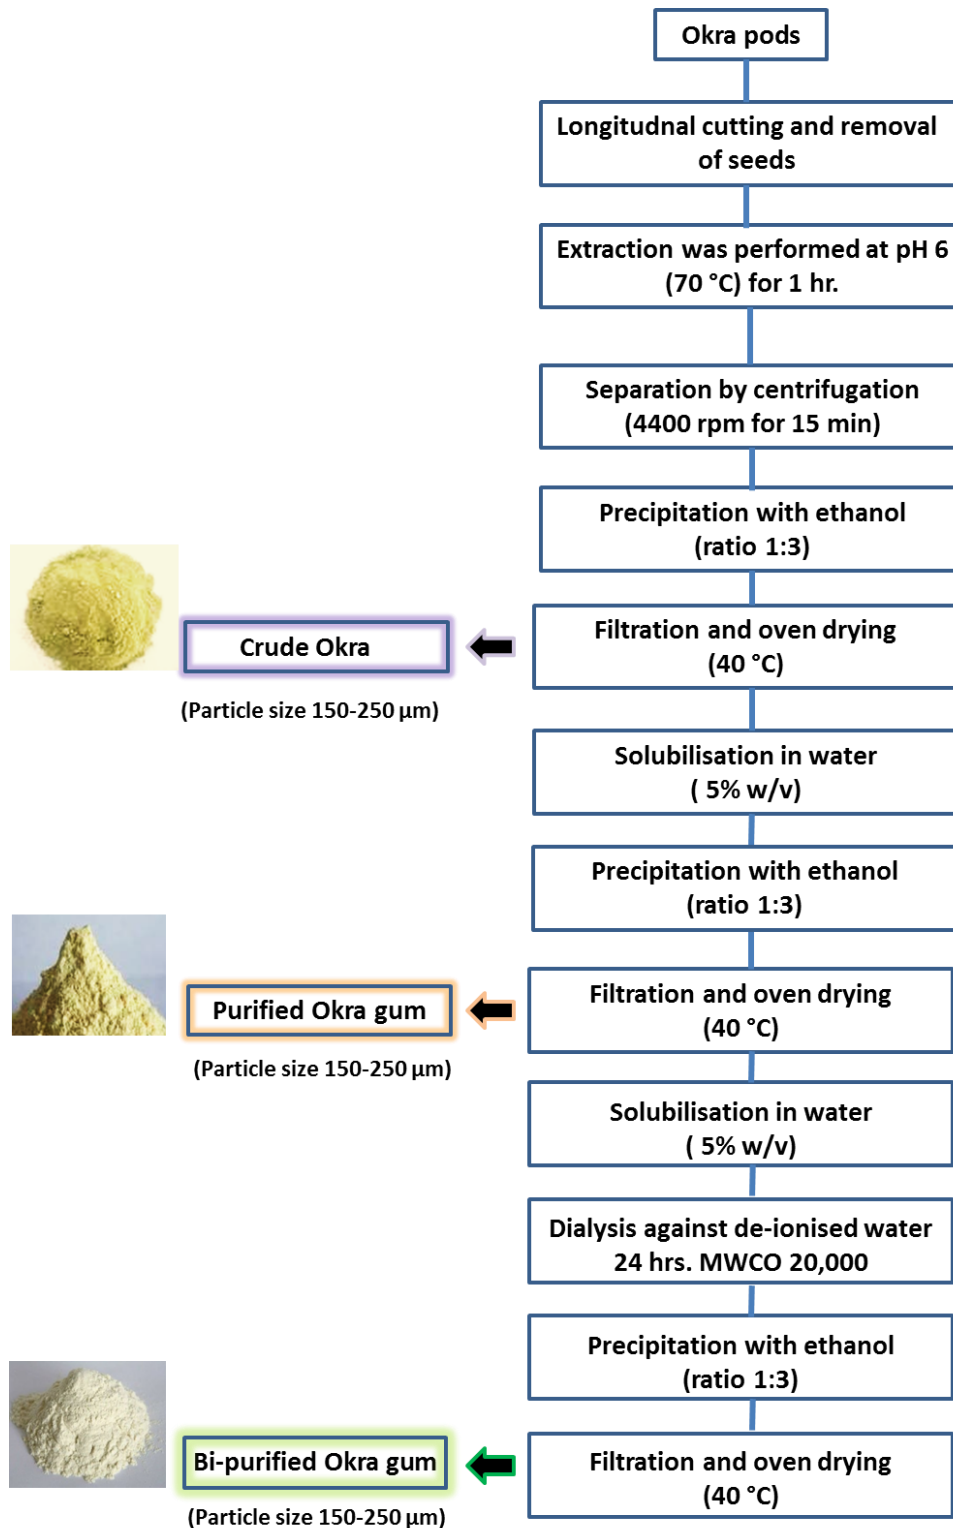 Okra pods
Longitudnal cutting and removal
of seeds
Extraction was performed at pH 6
(70 °C) for 1 hr.
Separation by centrifugation
(4400 rpm for 15 min)
Precipitation with ethanol
(ratio 1:3)
Filtration and oven drying
(40 °C)
Crude Okra
(Particle size 150-250 µm)
Solubilisation in water
( 5% w/v)
Precipitation with ethanol
(ratio 1:3)
Filtration and oven drying
(40 °C)
Purified Okra gum
(Particle size 150-250 µm)
Solubilisation in water
( 5% w/v)
Dialysis against de-ionised water
24 hrs. MWCO 20,000
Precipitation with ethanol
(ratio 1:3)
Filtration and oven drying
(40 °C)
Bi-purified Okra gum
(Particle size 150-250 µm)